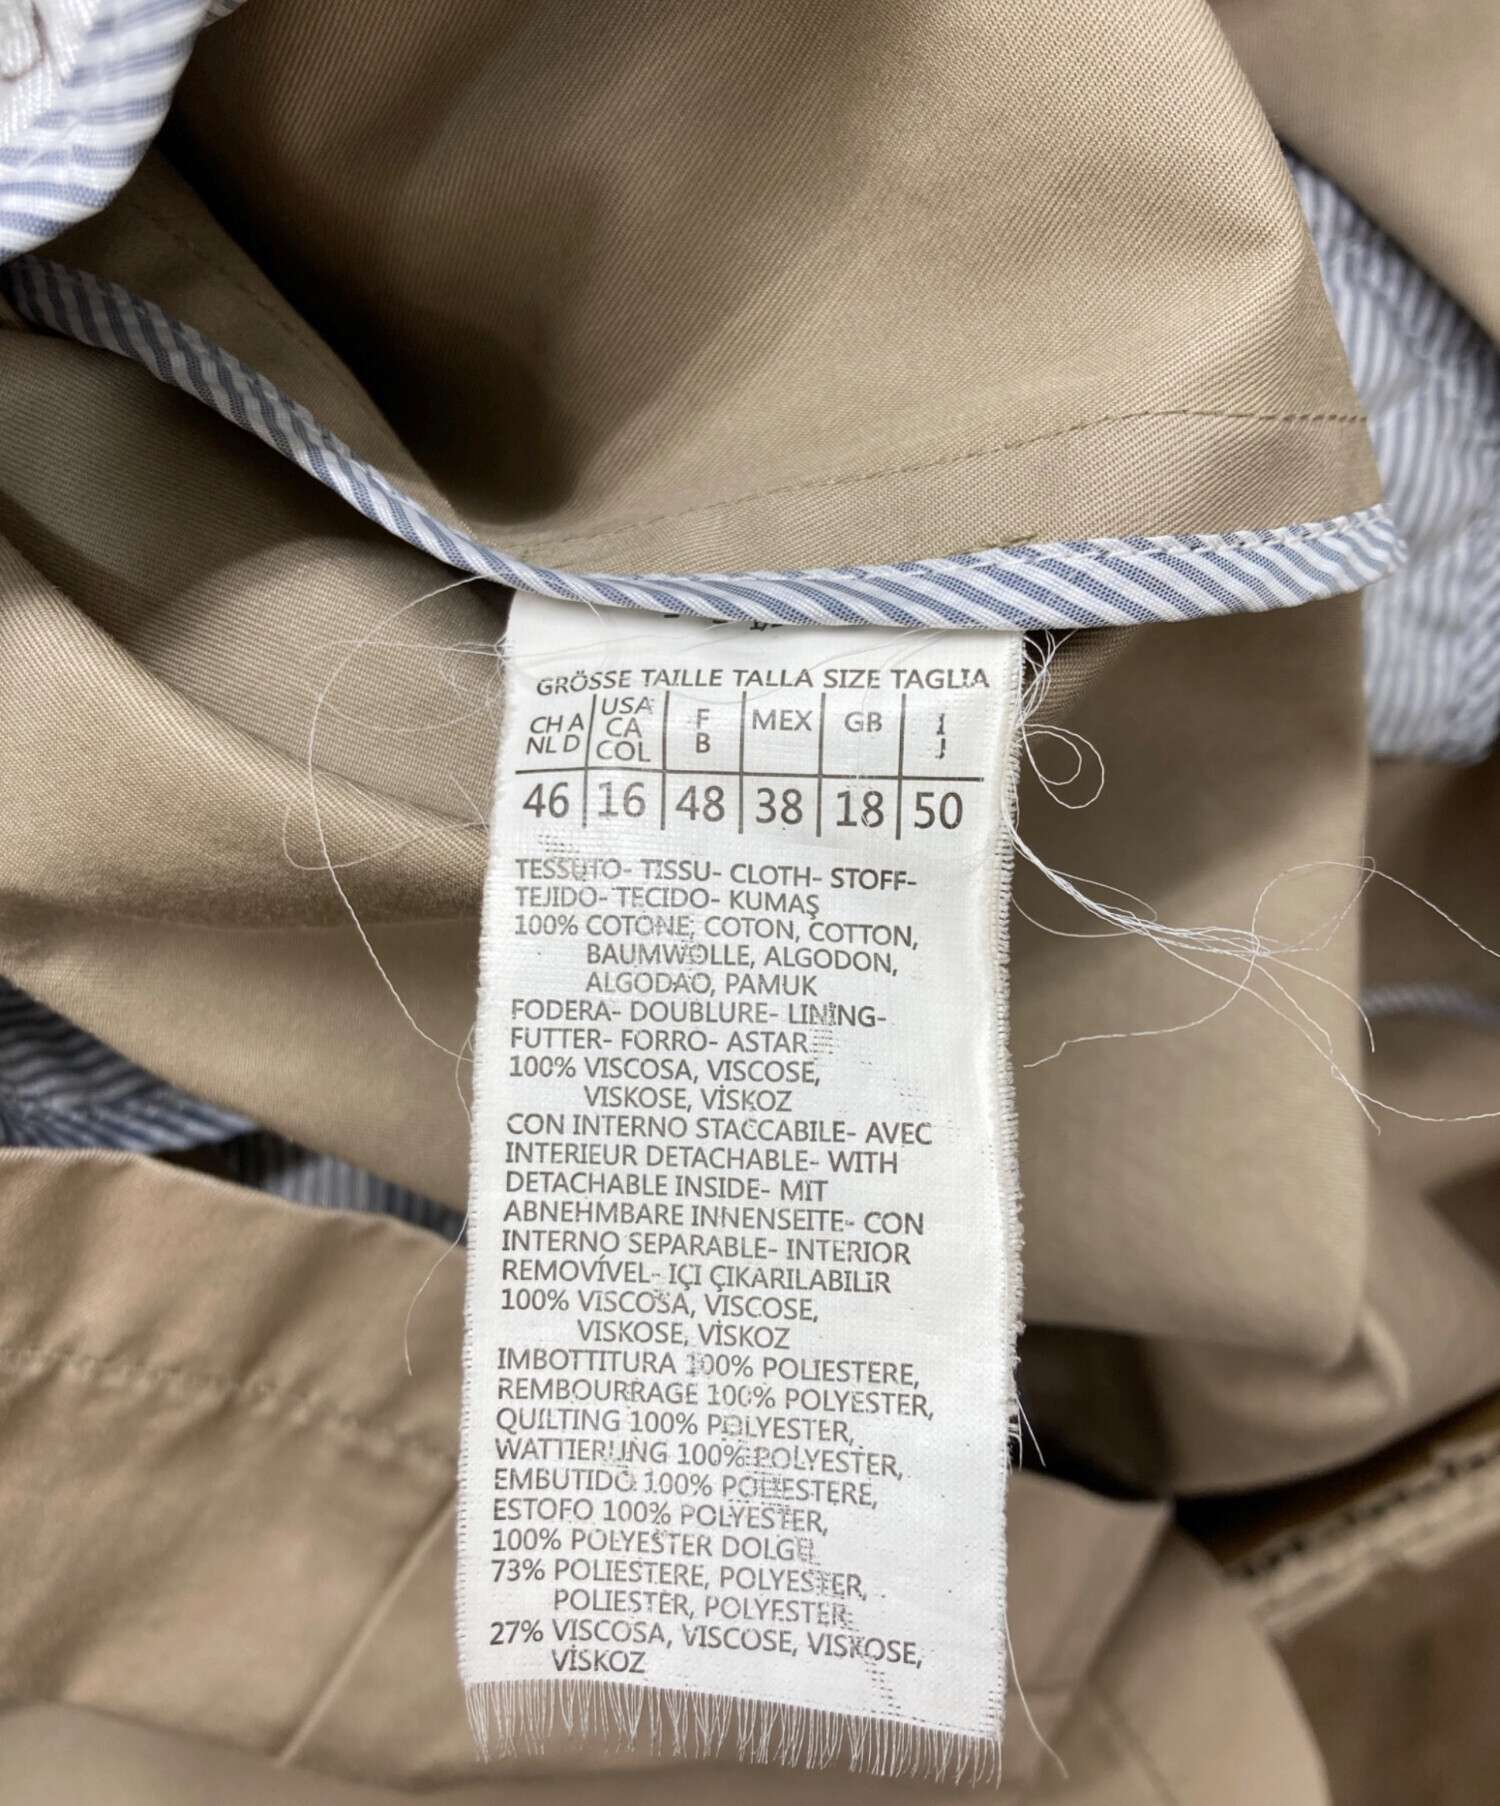 GRÖSSE TAILLE TALLA SIZE TAGLIA
CH A NL D | USA CA COL | F B | MEX | GB | I J
46 | 16 | 48 | 38 | 18 | 50
TESSUTO- TISSU- CLOTH- STOFF-
TEJIDO- TECIDO- KUMAŞ
100% COTONE, COTON, COTTON,
BAUMWOLLE, ALGODON,
ALGODAO, PAMUK
FODERA- DOUBLURE- LINING-
FUTTER- FORRO- ASTAR
100% VISCOSA, VISCOSE,
VISKOSE, VİSKOZ
CON INTERNO STACCABILE- AVEC
INTERIEUR DETACHABLE- WITH
DETACHABLE INSIDE- MIT
ABNEHMBARE INNENSEITE- CON
INTERNO SEPARABLE- INTERIOR
REMOVÍVEL- IÇI ÇIKARILABILIR
100% VISCOSA, VISCOSE,
VISKOSE, VİSKOZ
IMBOTTITURA 100% POLIESTERE,
REMBOURRAGE 100% POLYESTER,
QUILTING 100% POLYESTER,
WATTIERUNG 100% POLYESTER,
EMBUTIDO 100% POLIESTERE,
ESTOFO 100% POLYESTER,
100% POLYESTER DOLGU
73% POLIESTERE, POLYESTER,
POLIESTER, POLYESTER
27% VISCOSA, VISCOSE, VISKOSE,
VİSKOZ